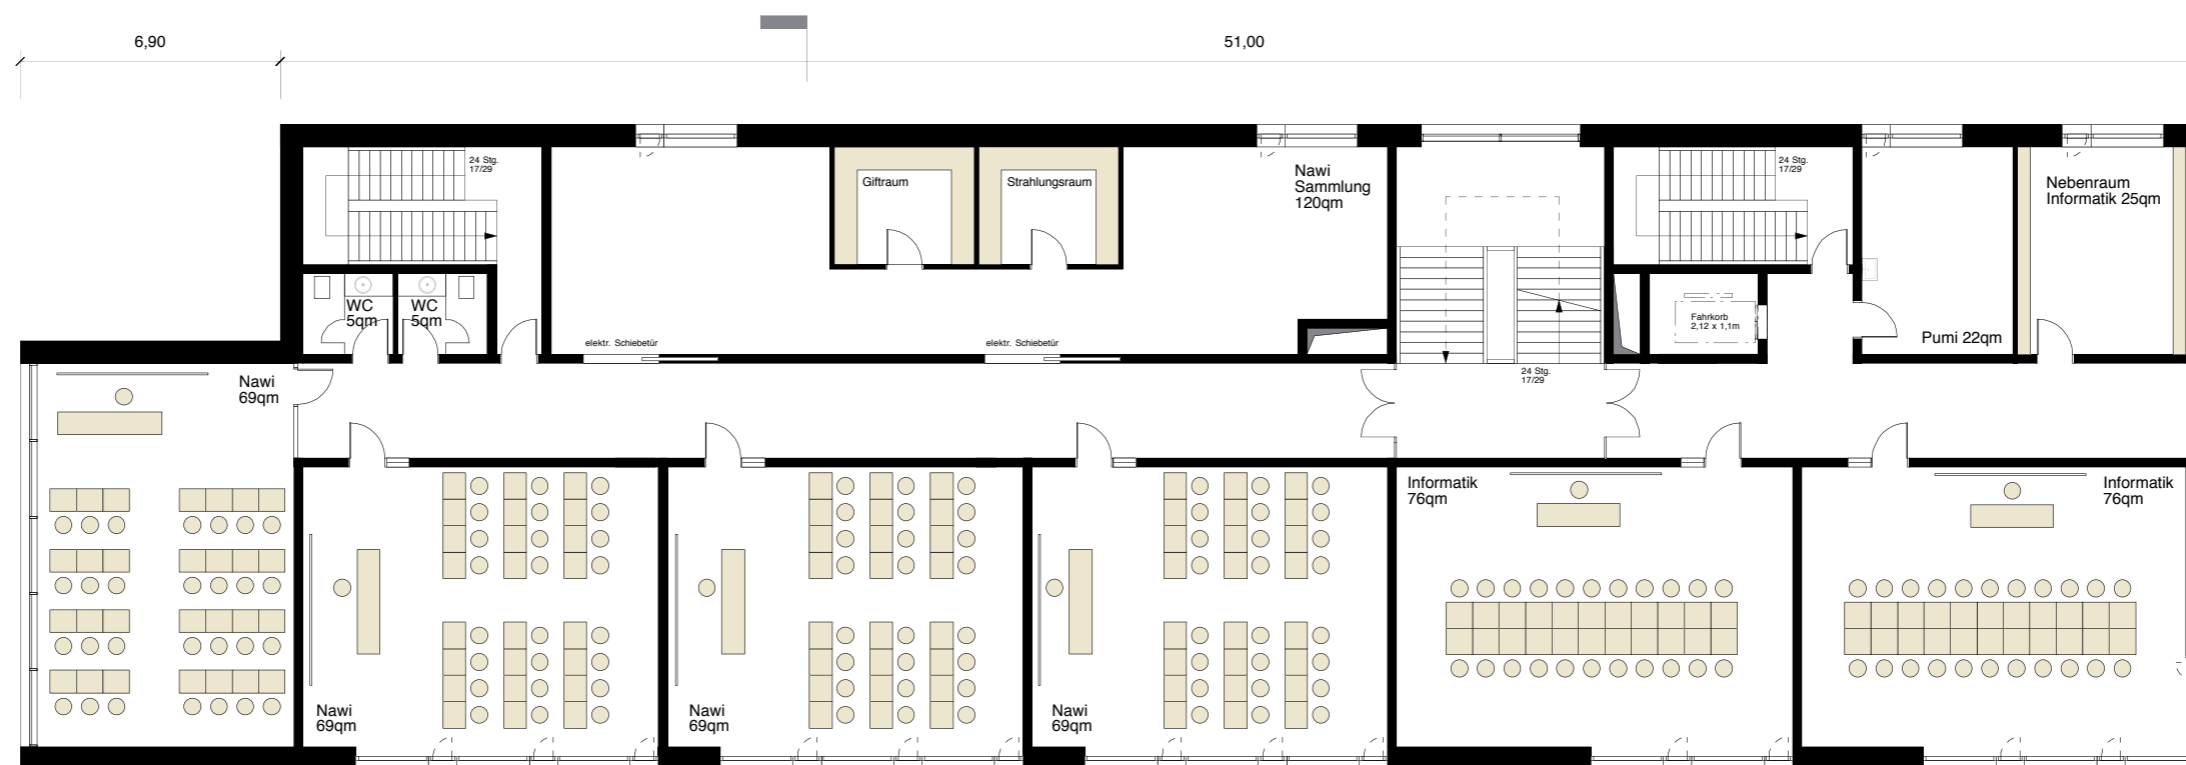 6,90
51,00
24 Stg.
17/29
Giftraum
Strahlungsraum
Nawi
Sammlung
120qm
24 Stg.
17/29
Nebenraum
Informatik 25qm
WC
5qm
WC
5qm
elektr. Schiebetür
elektr. Schiebetür
Fahrkorb
2,12 x 1,1m
Pumi 22qm
24 Stg.
17/29
Nawi
69qm
Informatik
76qm
Informatik
76qm
Nawi
69qm
Nawi
69qm
Nawi
69qm